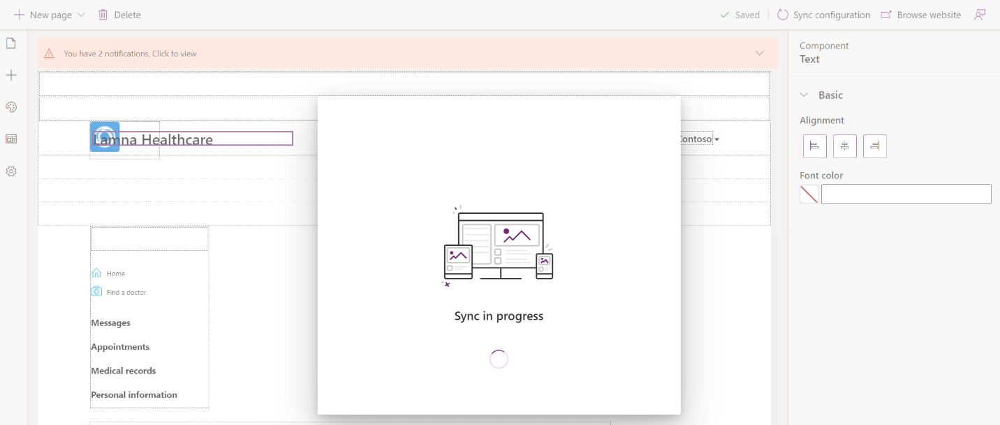 New page
Delete
Saved
Sync configuration
Browse website
You have 2 notifications, Click to view
Component
Text
Basic
Alignment
Font color
Lamna Healthcare
Contoso
Home
Find a doctor
Messages
Appointments
Medical records
Personal information
Sync in progress